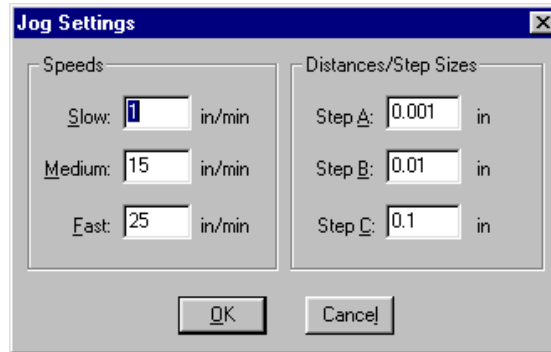 Jog Settings
Speeds
Slow: 1 in/min
Medium: 15 in/min
Fast: 25 in/min
Distances/Step Sizes
Step A: 0.001 in
Step B: 0.01 in
Step C: 0.1 in
OK
Cancel